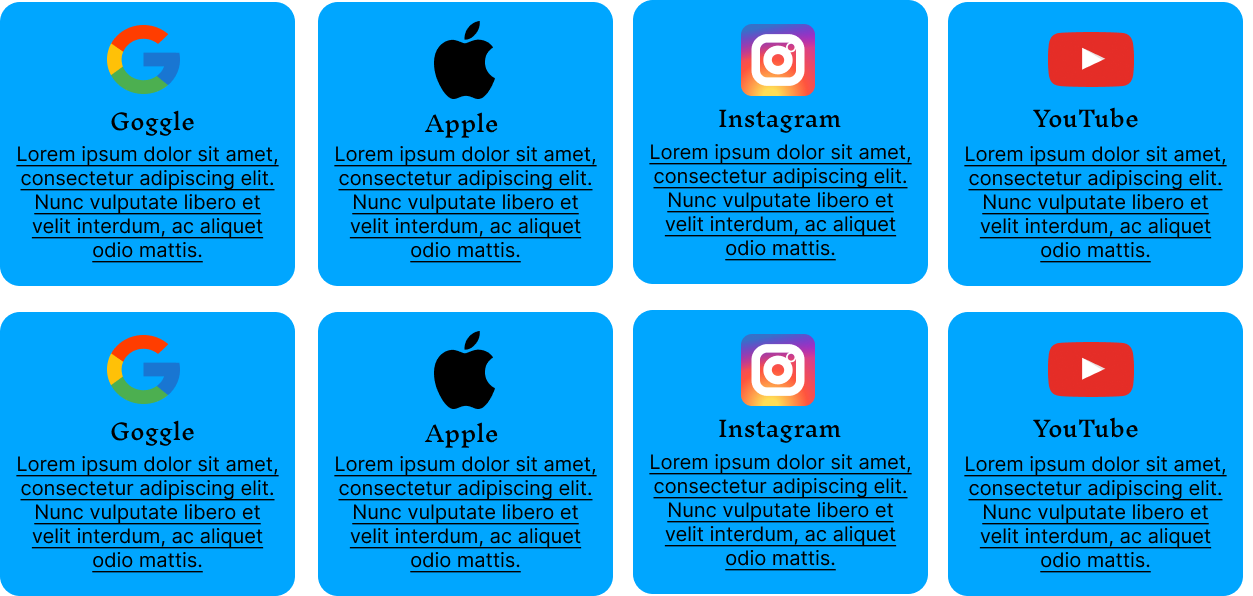 Goggle
Lorem ipsum dolor sit amet,
consectetur adipiscing elit.
Nunc vulputate libero et
velit interdum, ac aliquet
odio mattis.
Apple
Lorem ipsum dolor sit amet,
consectetur adipiscing elit.
Nunc vulputate libero et
velit interdum, ac aliquet
odio mattis.
Instagram
Lorem ipsum dolor sit amet,
consectetur adipiscing elit.
Nunc vulputate libero et
velit interdum, ac aliquet
odio mattis.
YouTube
Lorem ipsum dolor sit amet,
consectetur adipiscing elit.
Nunc vulputate libero et
velit interdum, ac aliquet
odio mattis.
Goggle
Lorem ipsum dolor sit amet,
consectetur adipiscing elit.
Nunc vulputate libero et
velit interdum, ac aliquet
odio mattis.
Apple
Lorem ipsum dolor sit amet,
consectetur adipiscing elit.
Nunc vulputate libero et
velit interdum, ac aliquet
odio mattis.
Instagram
Lorem ipsum dolor sit amet,
consectetur adipiscing elit.
Nunc vulputate libero et
velit interdum, ac aliquet
odio mattis.
YouTube
Lorem ipsum dolor sit amet,
consectetur adipiscing elit.
Nunc vulputate libero et
velit interdum, ac aliquet
odio mattis.